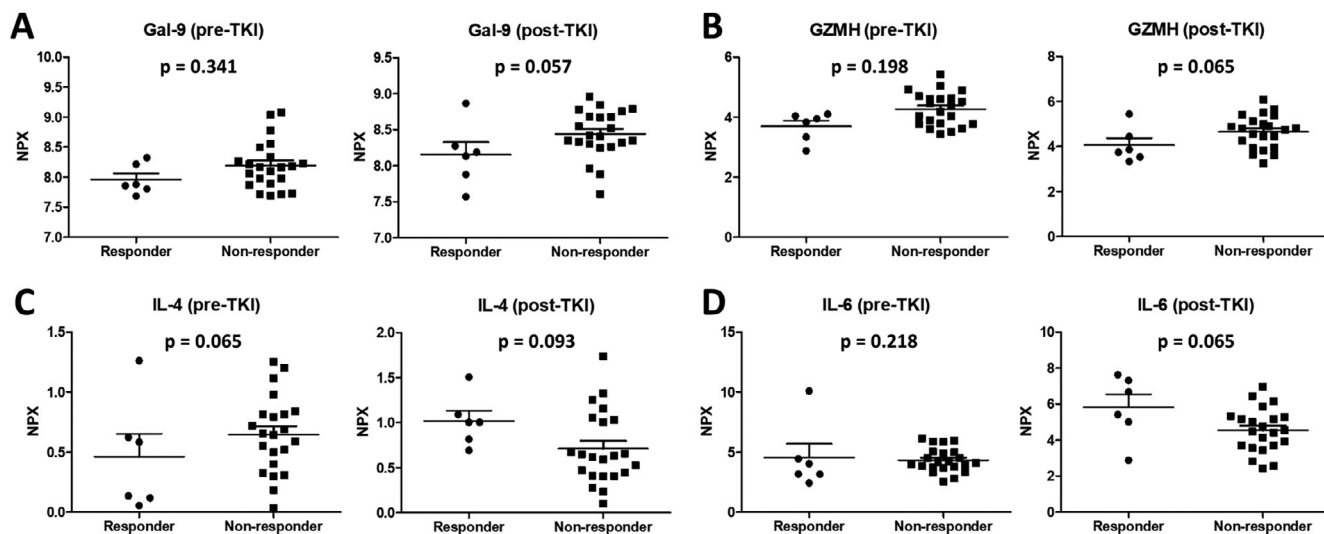 A
Gal-9 (pre-TKI)
p = 0.341
NPX
10.0
9.5
9.0
8.5
8.0
7.5
7.0
Responder Non-responder
Gal-9 (post-TKI)
p = 0.057
NPX
9.5
9.0
8.5
8.0
7.5
7.0
Responder Non-responder
B
GZMH (pre-TKI)
p = 0.198
NPX
6
4
2
0
Responder Non-responder
GZMH (post-TKI)
p = 0.065
NPX
8
6
4
2
0
Responder Non-responder
C
IL-4 (pre-TKI)
p = 0.065
NPX
1.5
1.0
0.5
0.0
Responder Non-responder
IL-4 (post-TKI)
p = 0.093
NPX
2.0
1.5
1.0
0.5
0.0
Responder Non-responder
D
IL-6 (pre-TKI)
p = 0.218
NPX
15
10
5
0
Responder Non-responder
IL-6 (post-TKI)
p = 0.065
NPX
10
8
6
4
2
0
Responder Non-responder